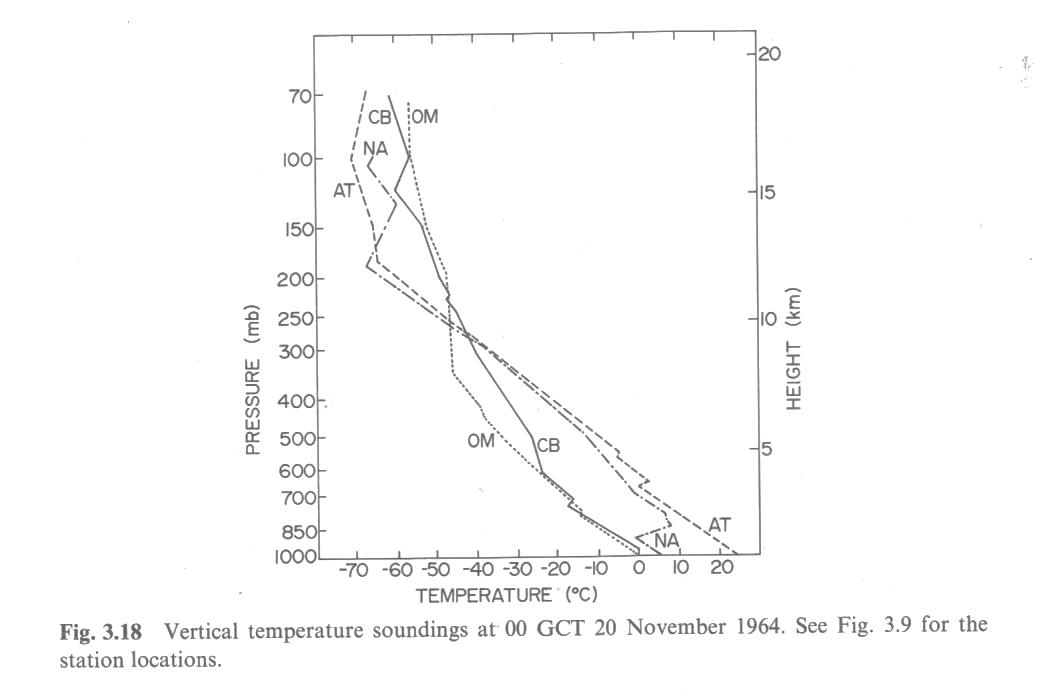 20
70
CB
OM
NA
100
AT
15
150
200
250
10
300
400
OM
CB
500
5
600
700
850
NA
AT
1000
-70 -60 -50 -40 -30 -20 -10 0 10 20
PRESSURE (mb)
HEIGHT (km)
TEMPERATURE (°C)
Fig. 3.18 Vertical temperature soundings at 00 GCT 20 November 1964. See Fig. 3.9 for the
station locations.